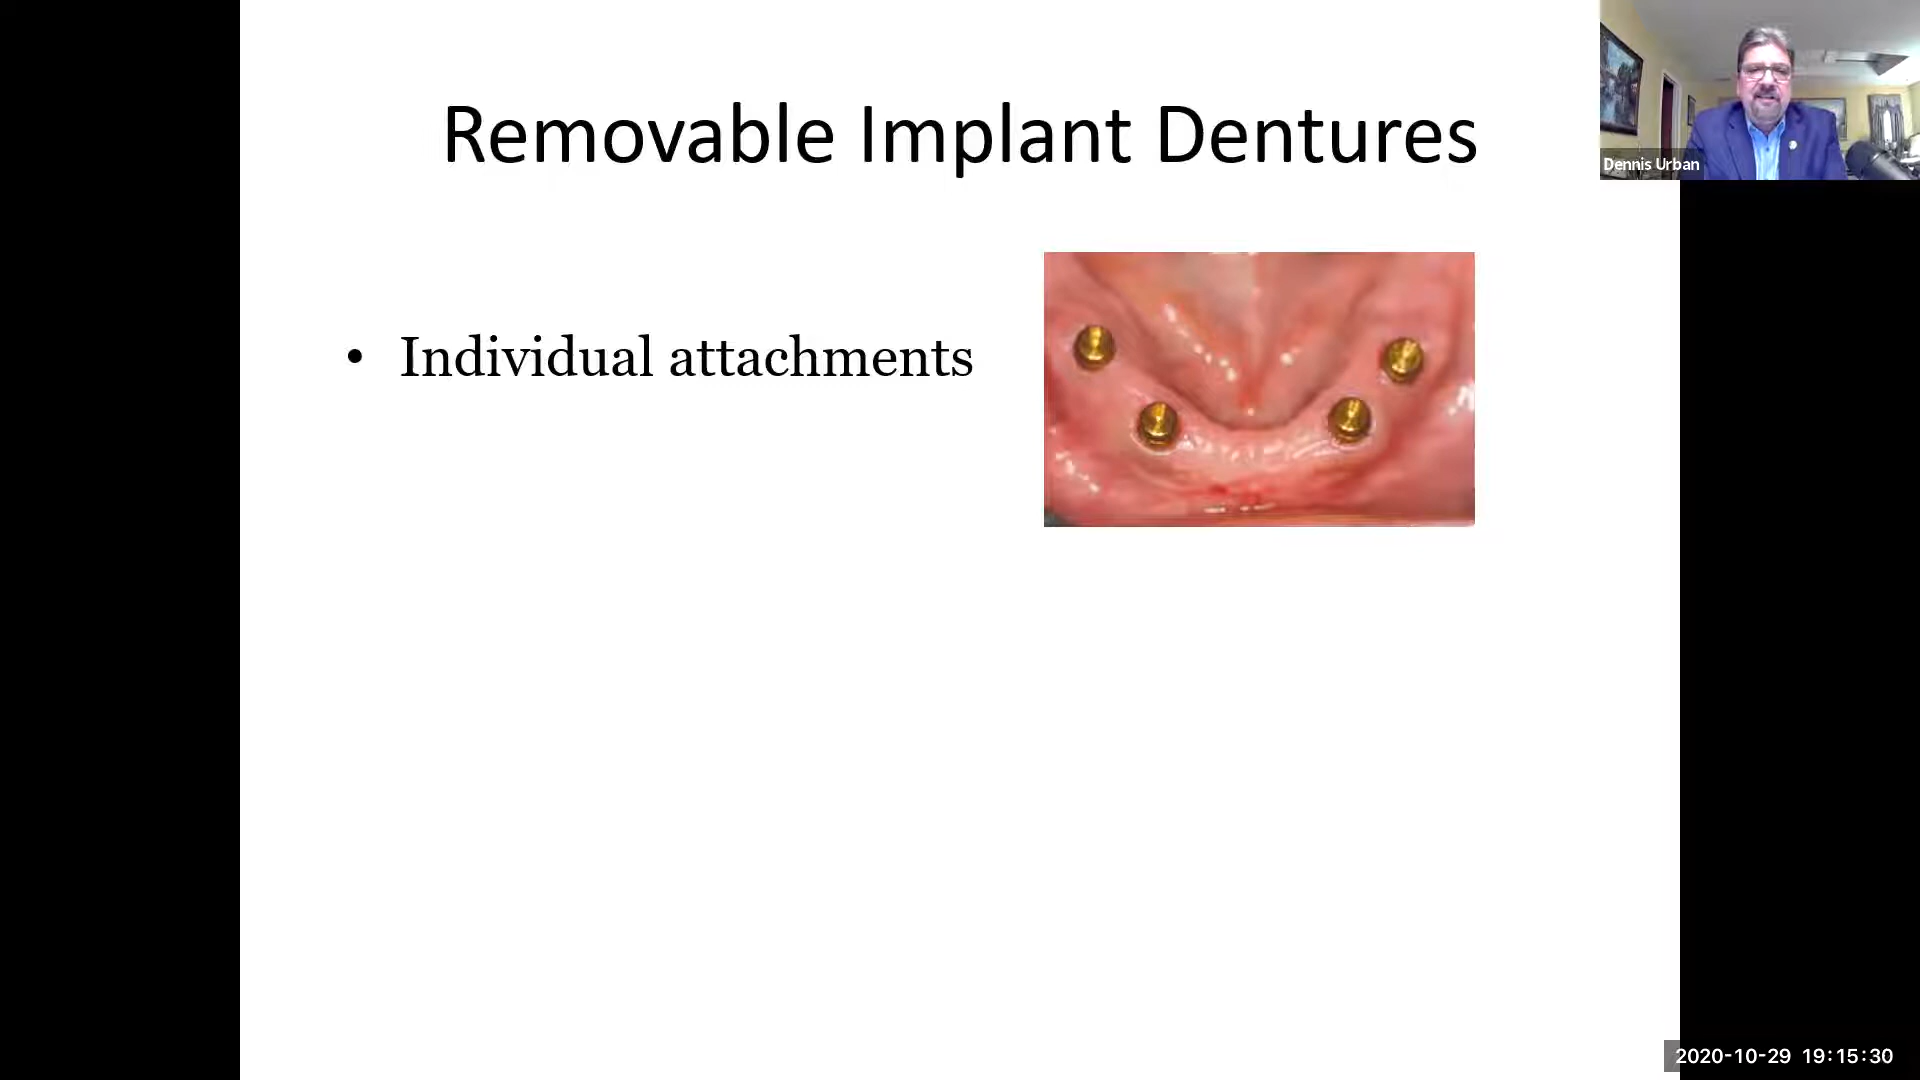 Removable Implant Dentures
Dennis Urban
• Individual attachments
2020-10-29 19:15:30